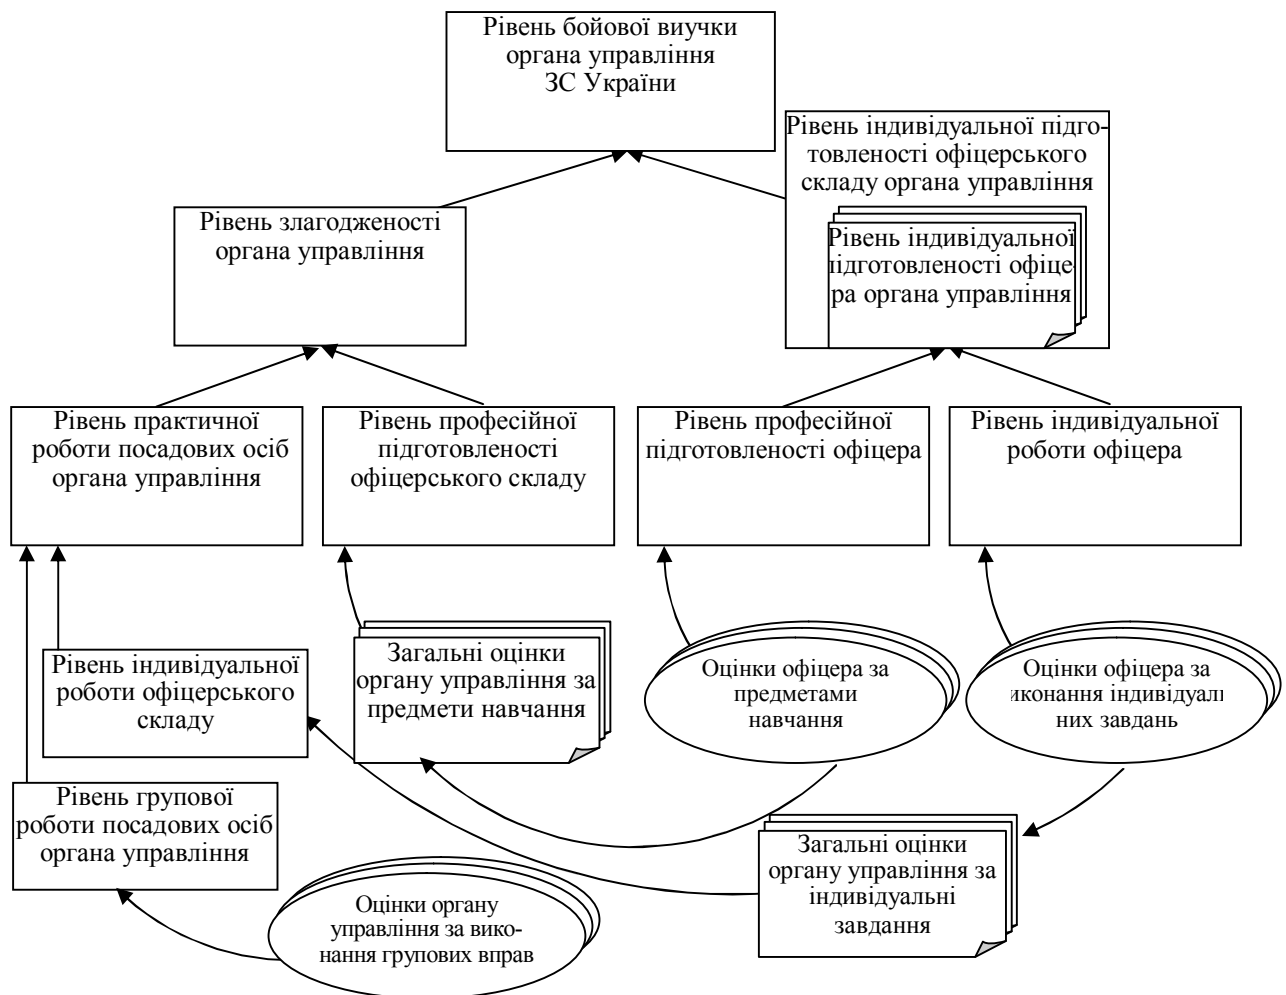 Рівень бойової виучки
органа управління
ЗС України
Рівень індивідуальної підго-
товленості офіцерського
складу органа управління
Рівень індивідуальної
підготовленості офіце-
ра органа управління
Рівень злагодженості
органа управління
Рівень практичної
роботи посадових осіб
органа управління
Рівень професійної
підготовленості
офіцерського складу
Рівень професійної
підготовленості офіцера
Рівень індивідуальної
роботи офіцера
Рівень індивідуальної
роботи офіцерського
складу
Загальні оцінки
органу управління за
предмети навчання
Оцінки офіцера за
предметами
навчання
Оцінки офіцера за
иконання індивідуалі
них завдань
Рівень групової
роботи посадових осіб
органа управління
Оцінки органу
управління за вико-
нання групових вправ
Загальні оцінки
органу управління за
індивідуальні
завдання